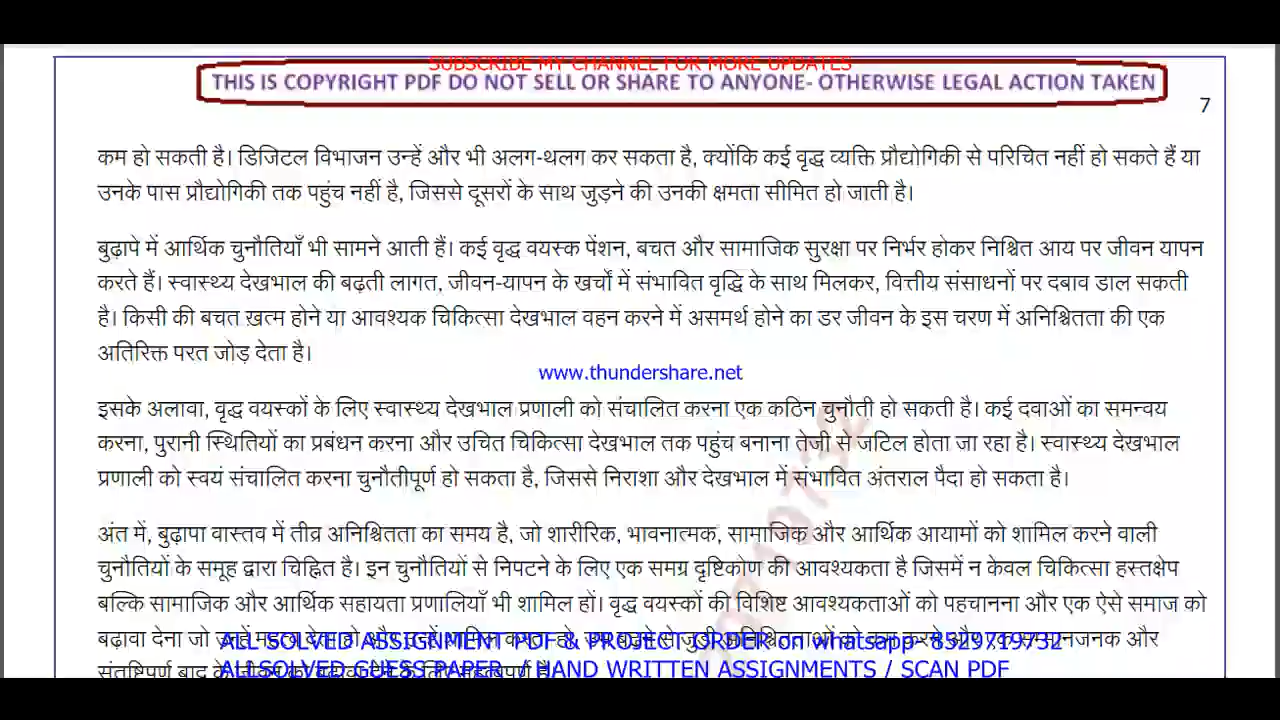 SUBSCRIBE MY CHANNEL FOR MORE UPDATES
THIS IS COPYRIGHT PDF DO NOT SELL OR SHARE TO ANYONE- OTHERWISE LEGAL ACTION TAKEN
7
कम हो सकती है। डिजिटल विभाजन उन्हें और भी अलग-थलग कर सकता है, क्योंकि कई वृद्ध व्यक्ति प्रौद्योगिकी से परिचित नहीं हो सकते हैं या
उनके पास प्रौद्योगिकी तक पहुंच नहीं है, जिससे दूसरों के साथ जुड़ने की उनकी क्षमता सीमित हो जाती है।
बुढ़ापे में आर्थिक चुनौतियाँ भी सामने आती हैं। कई वृद्ध वयस्क पेंशन, बचत और सामाजिक सुरक्षा पर निर्भर होकर निश्चित आय पर जीवन यापन
करते हैं। स्वास्थ्य देखभाल की बढ़ती लागत, जीवन-यापन के खर्चों में संभावित वृद्धि के साथ मिलकर, वित्तीय संसाधनों पर दबाव डाल सकती
है। किसी की बचत ख़त्म होने या आवश्यक चिकित्सा देखभाल वहन करने में असमर्थ होने का डर जीवन के इस चरण में अनिश्चितता की एक
अतिरिक्त परत जोड़ देता है।
www.thundershare.net
इसके अलावा, वृद्ध वयस्कों के लिए स्वास्थ्य देखभाल प्रणाली को संचालित करना एक कठिन चुनौती हो सकती है। कई दवाओं का समन्वय
करना, पुरानी स्थितियों का प्रबंधन करना और उचित चिकित्सा देखभाल तक पहुंच बनाना तेजी से जटिल होता जा रहा है। स्वास्थ्य देखभाल
प्रणाली को स्वयं संचालित करना चुनौतीपूर्ण हो सकता है, जिससे निराशा और देखभाल में संभावित अंतराल पैदा हो सकता है।
अंत में, बुढ़ापा वास्तव में तीव्र अनिश्चितता का समय है, जो शारीरिक, भावनात्मक, सामाजिक और आर्थिक आयामों को शामिल करने वाली
चुनौतियों के समूह द्वारा चिह्नित है। इन चुनौतियों से निपटने के लिए एक समग्र दृष्टिकोण की आवश्यकता है जिसमें न केवल चिकित्सा हस्तक्षेप
बल्कि सामाजिक और आर्थिक सहायता प्रणालियाँ भी शामिल हों। वृद्ध वयस्कों की विशिष्ट आवश्यकताओं को पहचानना और एक ऐसे समाज को
बढ़ावा देना जो और
ALL SOLVED ASSIGNMENT PDF & PROJECT ORDER on whatsapp- 8529719732
ALL SOLVED GUESS PAPER / HAND WRITTEN ASSIGNMENTS / SCAN PDF